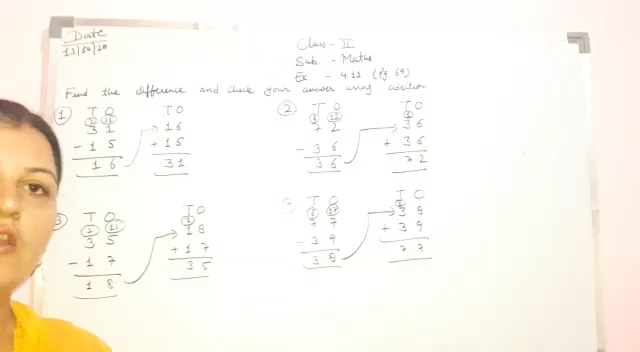 Date
13/10/20
Class - II
Sub. - Maths
Ex - 4.11 (Pg. 69)
Find the difference and check your answer using addition
1
T O
2 11
3 1
- 1 5
1 6
T O
1 6
+ 1 5
3 1
2
T O
6 12
7 2
- 3 6
3 6
T O
1
3 6
+ 3 6
7 2
3
T O
2 15
3 5
- 1 7
1 8
T O
1
1 8
+ 1 7
3 5
T O
6 17
7 7
- 3 9
3 8
T O
1
3 8
+ 3 9
7 7